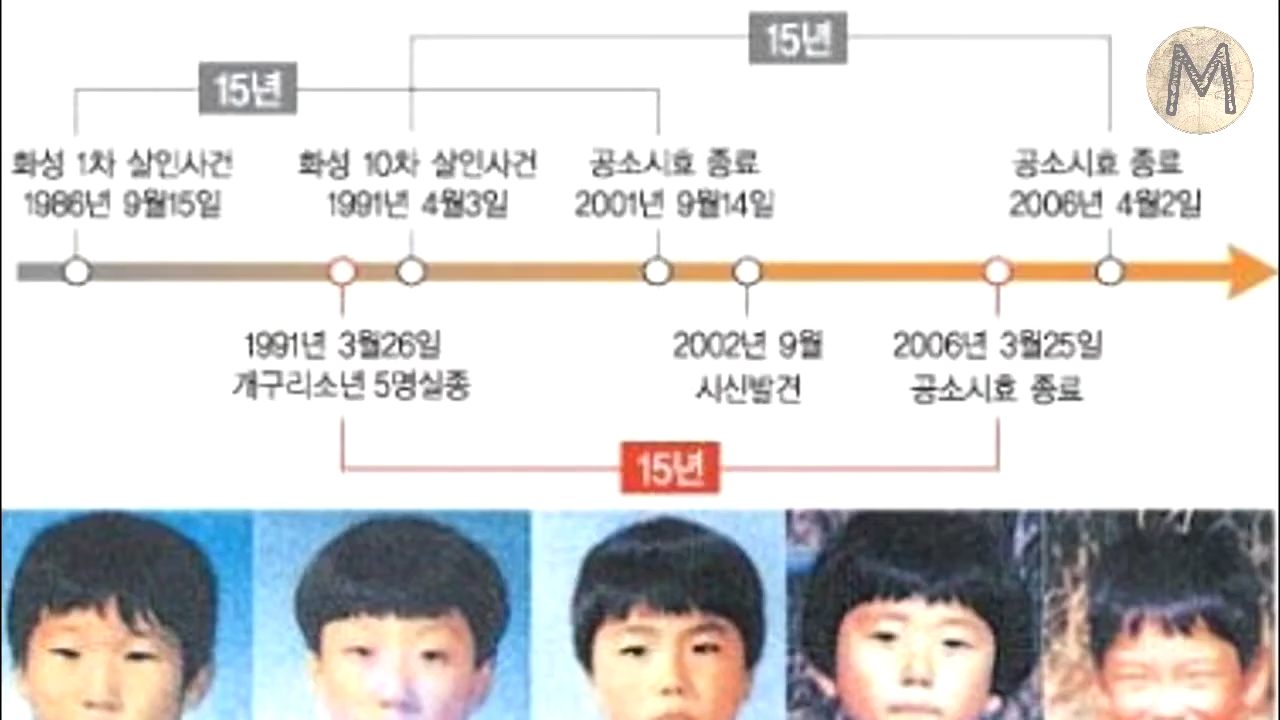 15년
15년
M
화성 1차 살인사건
1986년 9월15일
화성 10차 살인사건
1991년 4월3일
공소시효 종료
2001년 9월14일
공소시효 종료
2006년 4월2일
1991년 3월26일
개구리소년 5명실종
2002년 9월
시신발견
2006년 3월25일
공소시효 종료
15년